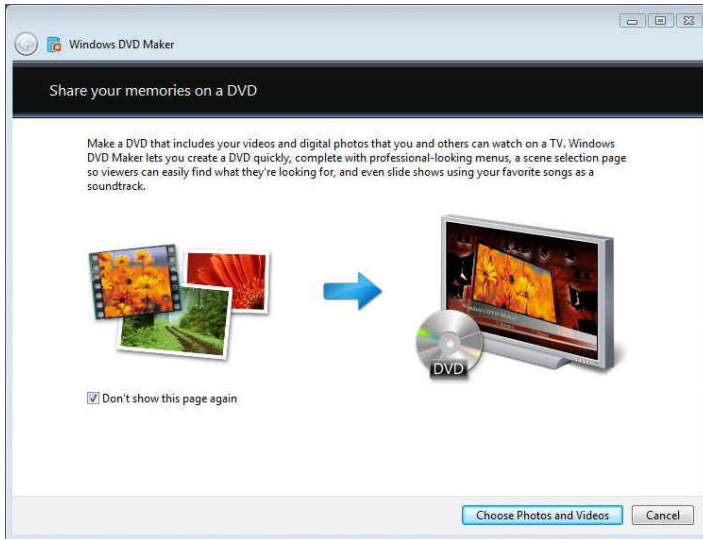 Windows DVD Maker
Share your memories on a DVD
Make a DVD that includes your videos and digital photos that you and others can watch on a TV. Windows
DVD Maker lets you create a DVD quickly, complete with professional-looking menus, a scene selection page
so viewers can easily find what they're looking for, and even slide shows using your favorite songs as a
soundtrack.
Windows DVD Maker
DVD
Don't show this page again
Choose Photos and Videos
Cancel